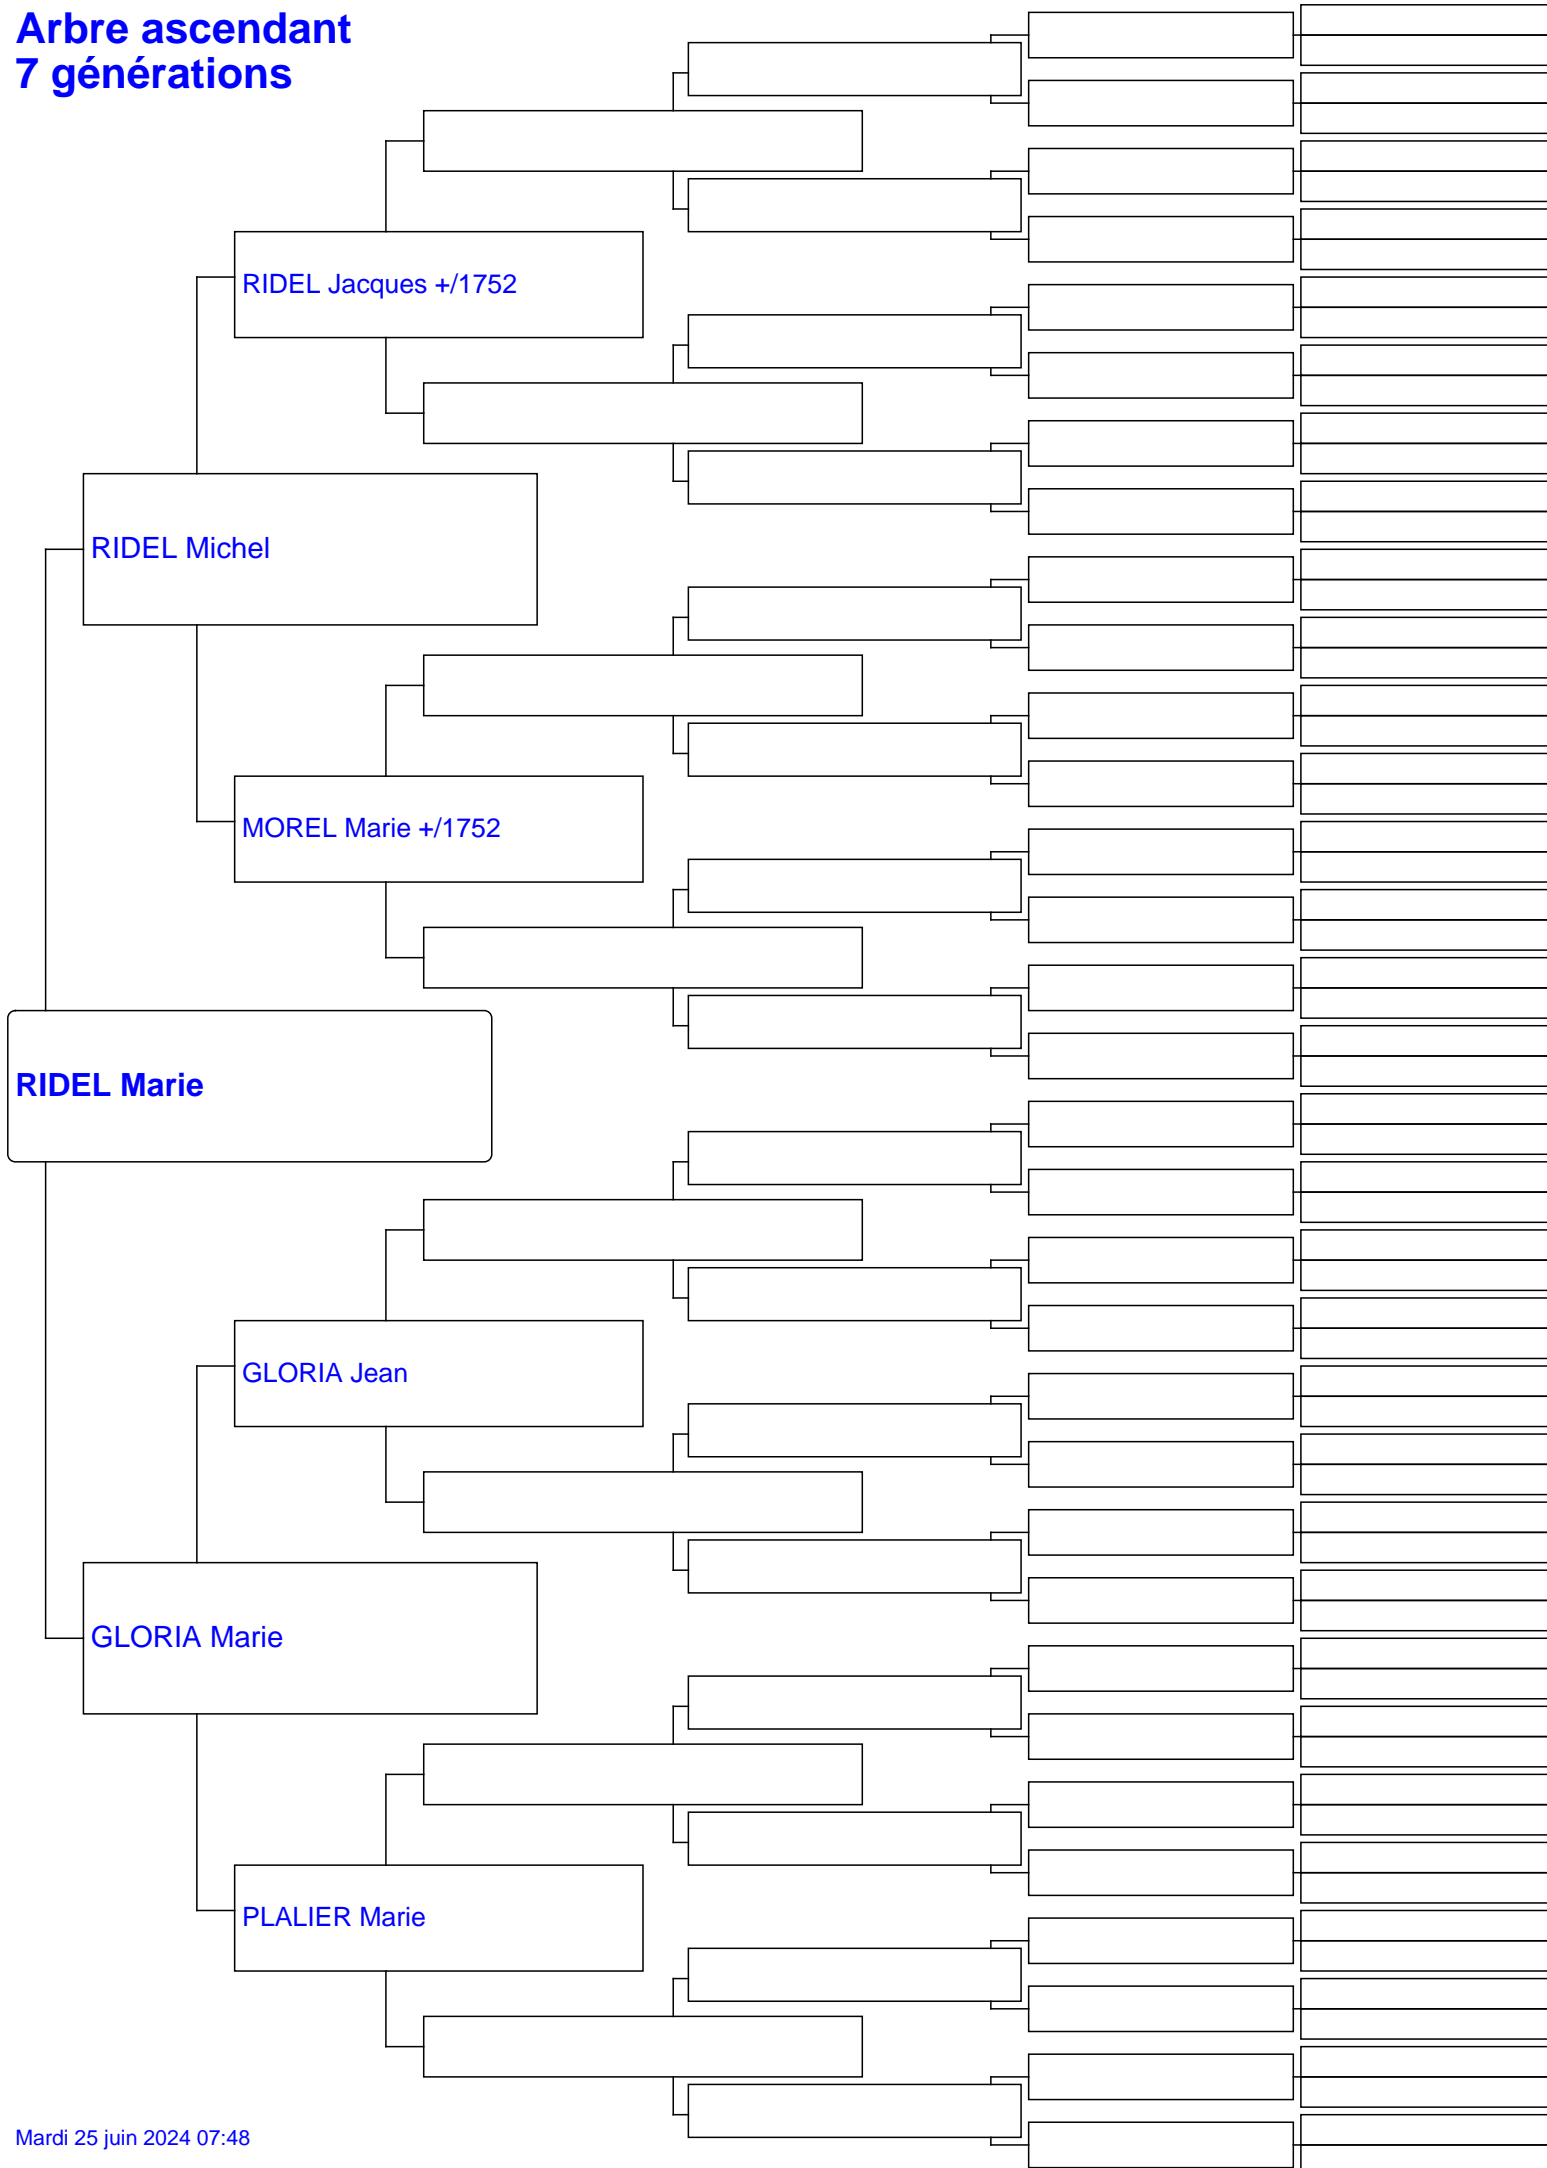 Arbre ascendant
7 générations
RIDEL Jacques +/1752
RIDEL Michel
MOREL Marie +/1752
RIDEL Marie
GLORIA Jean
GLORIA Marie
PLALIER Marie
Mardi 25 juin 2024 07:48